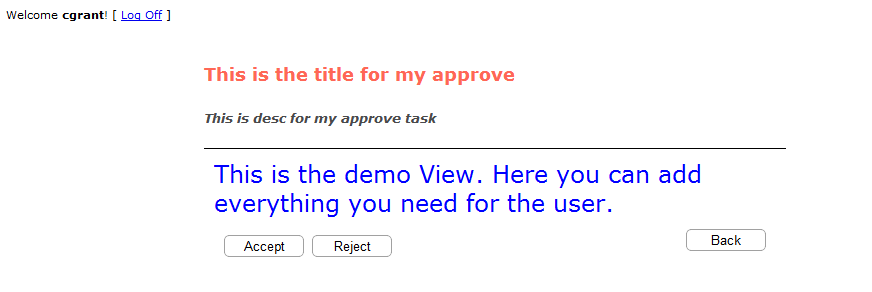 Welcome cgrant! [ Log Off ]
This is the title for my approve
This is desc for my approve task
This is the demo View. Here you can add
everything you need for the user.
Accept Reject Back